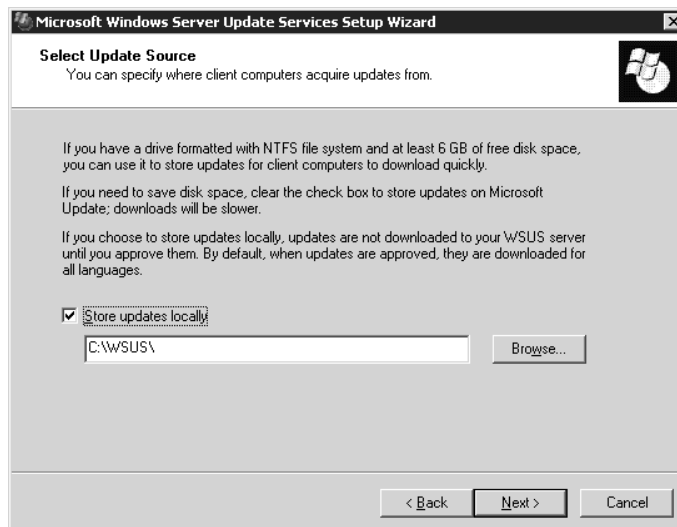 Microsoft Windows Server Update Services Setup Wizard
Select Update Source
You can specify where client computers acquire updates from.
If you have a drive formatted with NTFS file system and at least 6 GB of free disk space,
you can use it to store updates for client computers to download quickly.
If you need to save disk space, clear the check box to store updates on Microsoft
Update; downloads will be slower.
If you choose to store updates locally, updates are not downloaded to your WSUS server
until you approve them. By default, when updates are approved, they are downloaded for
all languages.
Store updates locally
C:\WSUS\
Browse...
< Back
Next >
Cancel